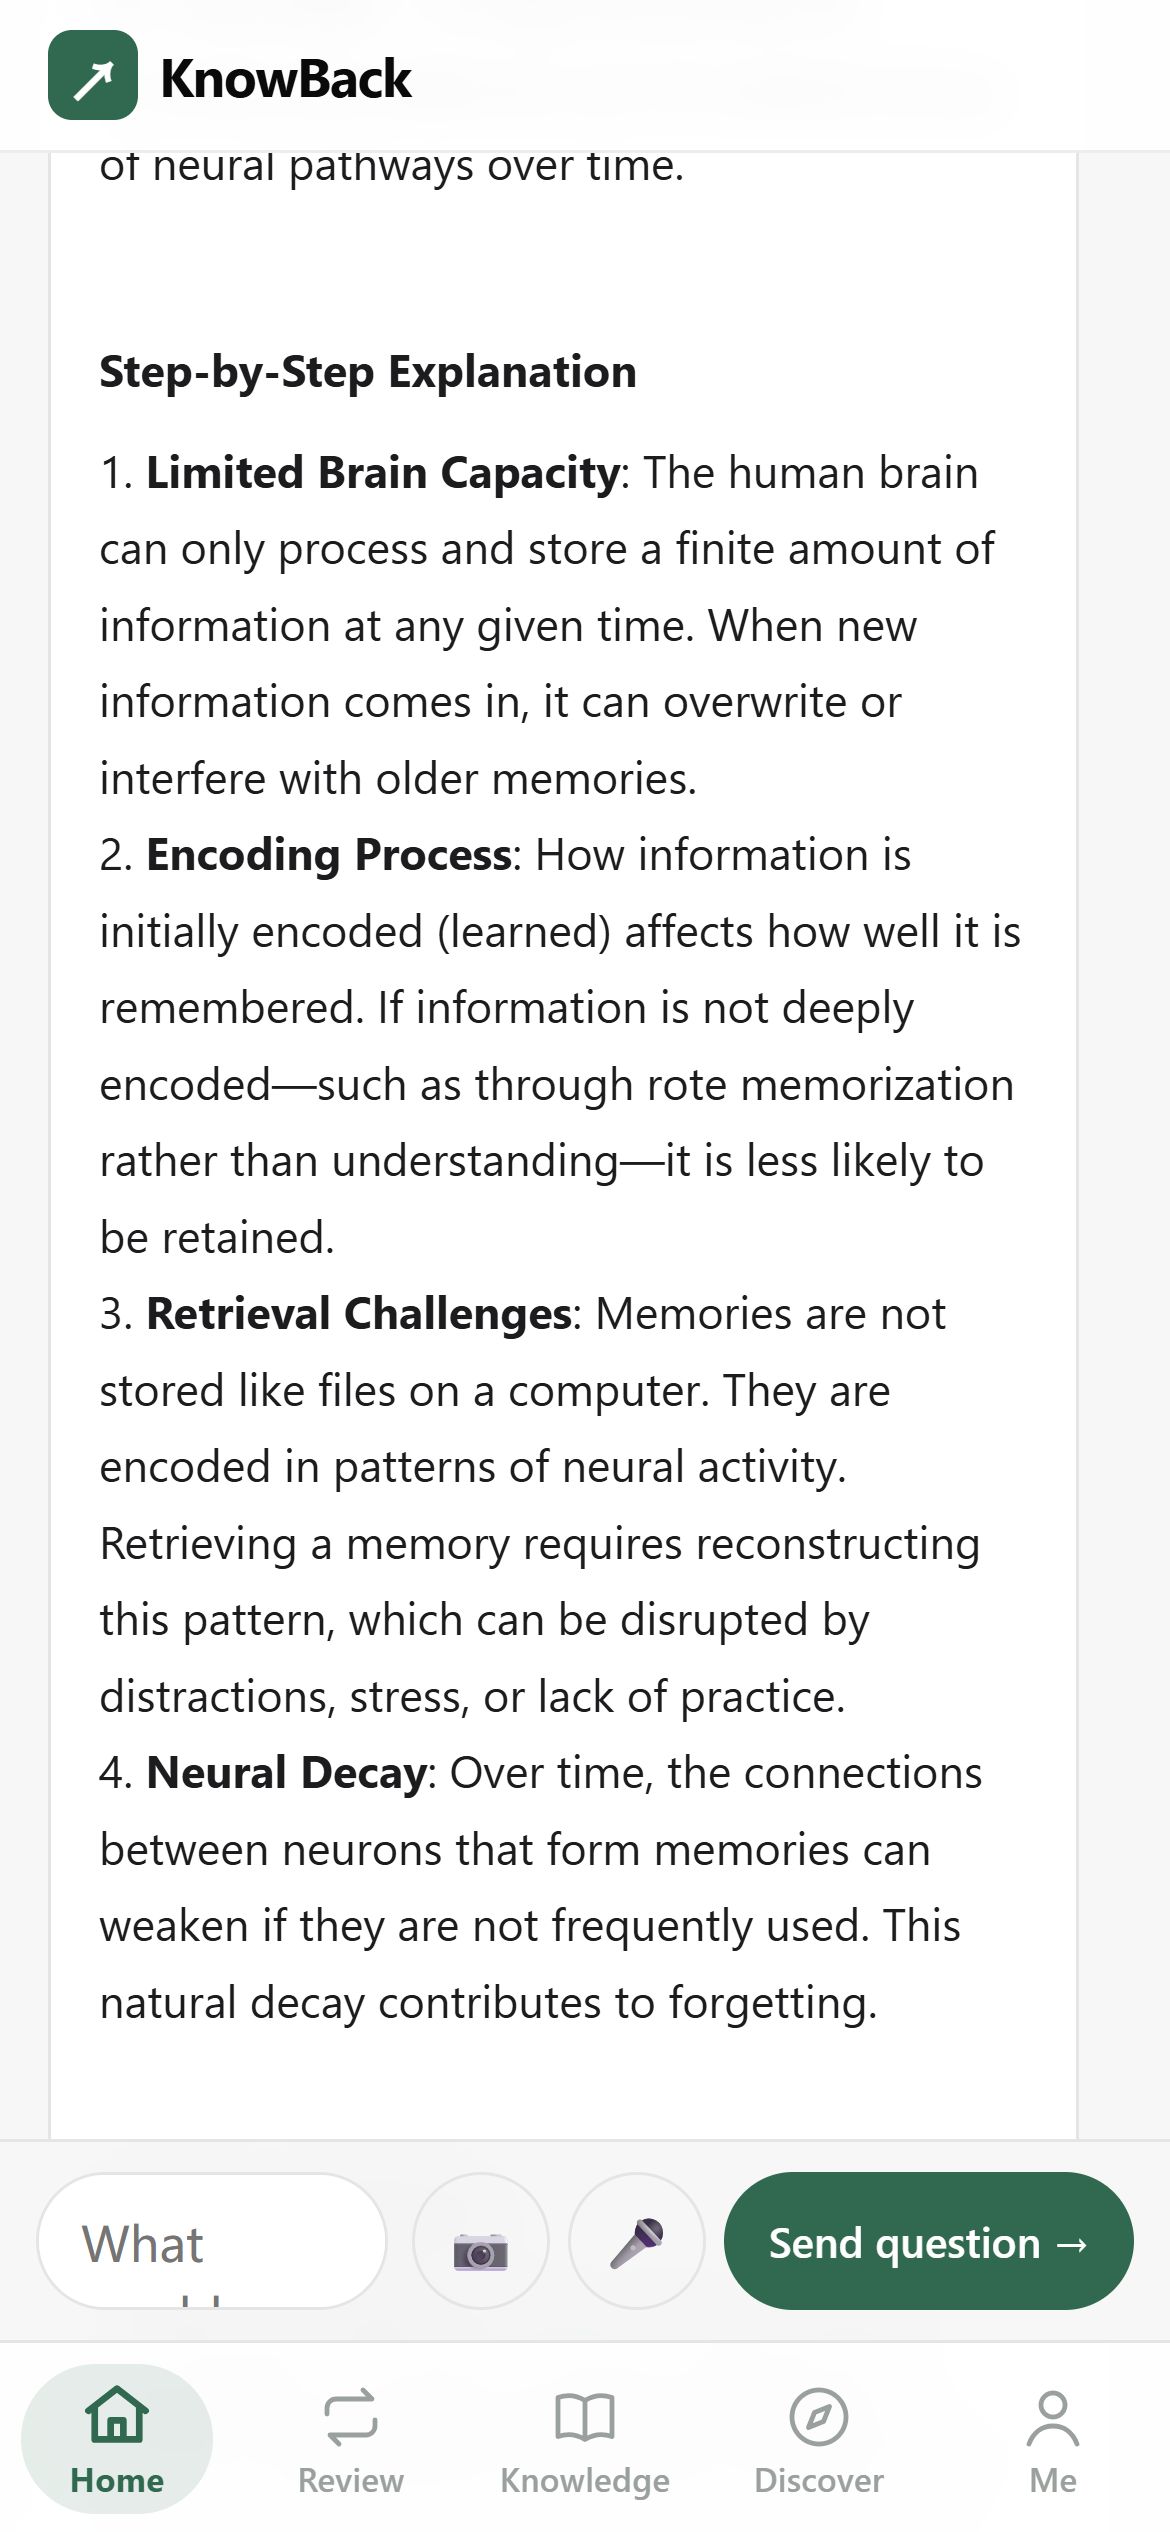 KnowBack
of neural pathways over time.
Step-by-Step Explanation
1. Limited Brain Capacity: The human brain
can only process and store a finite amount of
information at any given time. When new
information comes in, it can overwrite or
interfere with older memories.
2. Encoding Process: How information is
initially encoded (learned) affects how well it is
remembered. If information is not deeply
encoded—such as through rote memorization
rather than understanding—it is less likely to
be retained.
3. Retrieval Challenges: Memories are not
stored like files on a computer. They are
encoded in patterns of neural activity.
Retrieving a memory requires reconstructing
this pattern, which can be disrupted by
distractions, stress, or lack of practice.
4. Neural Decay: Over time, the connections
between neurons that form memories can
weaken if they are not frequently used. This
natural decay contributes to forgetting.
What
Send question →
Home
Review
Knowledge
Discover
Me